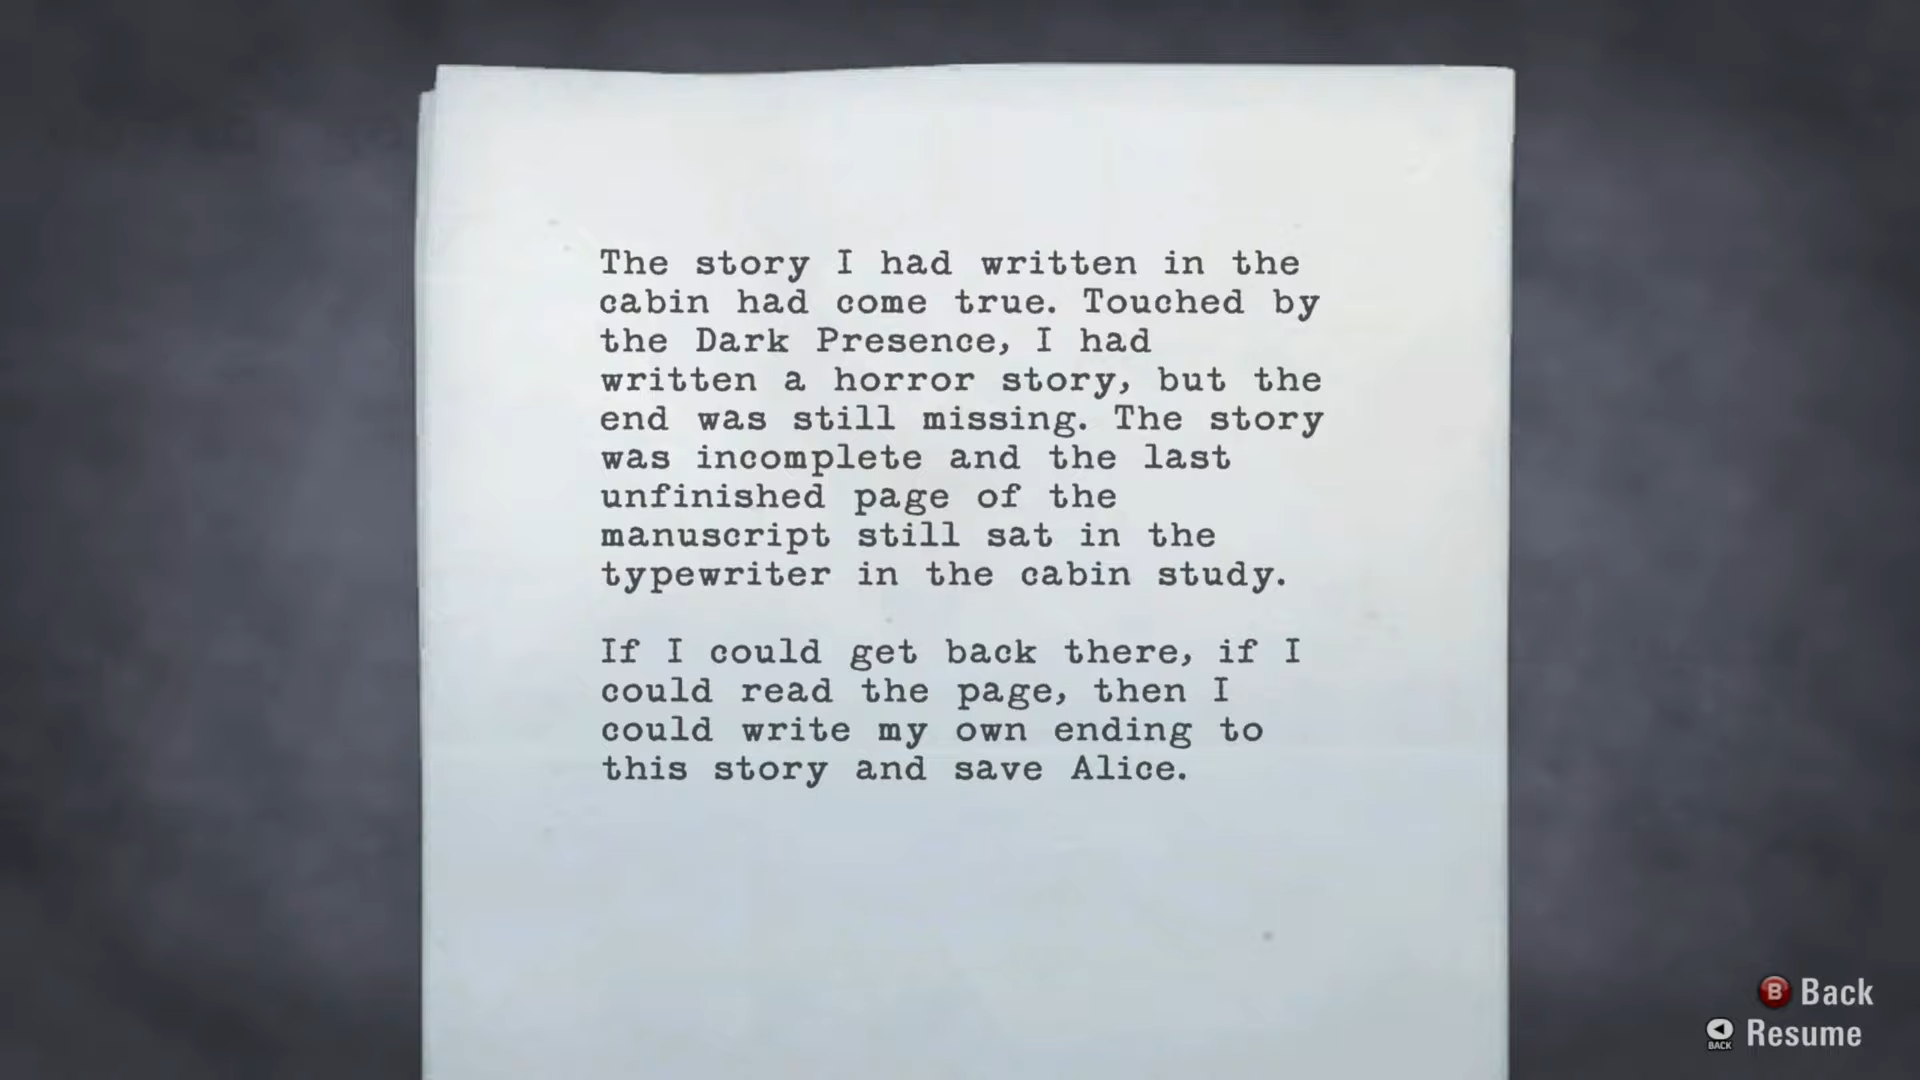 The story I had written in the
cabin had come true. Touched by
the Dark Presence, I had
written a horror story, but the
end was still missing. The story
was incomplete and the last
unfinished page of the
manuscript still sat in the
typewriter in the cabin study.
If I could get back there, if I
could read the page, then I
could write my own ending to
this story and save Alice.
B Back
BACK Resume